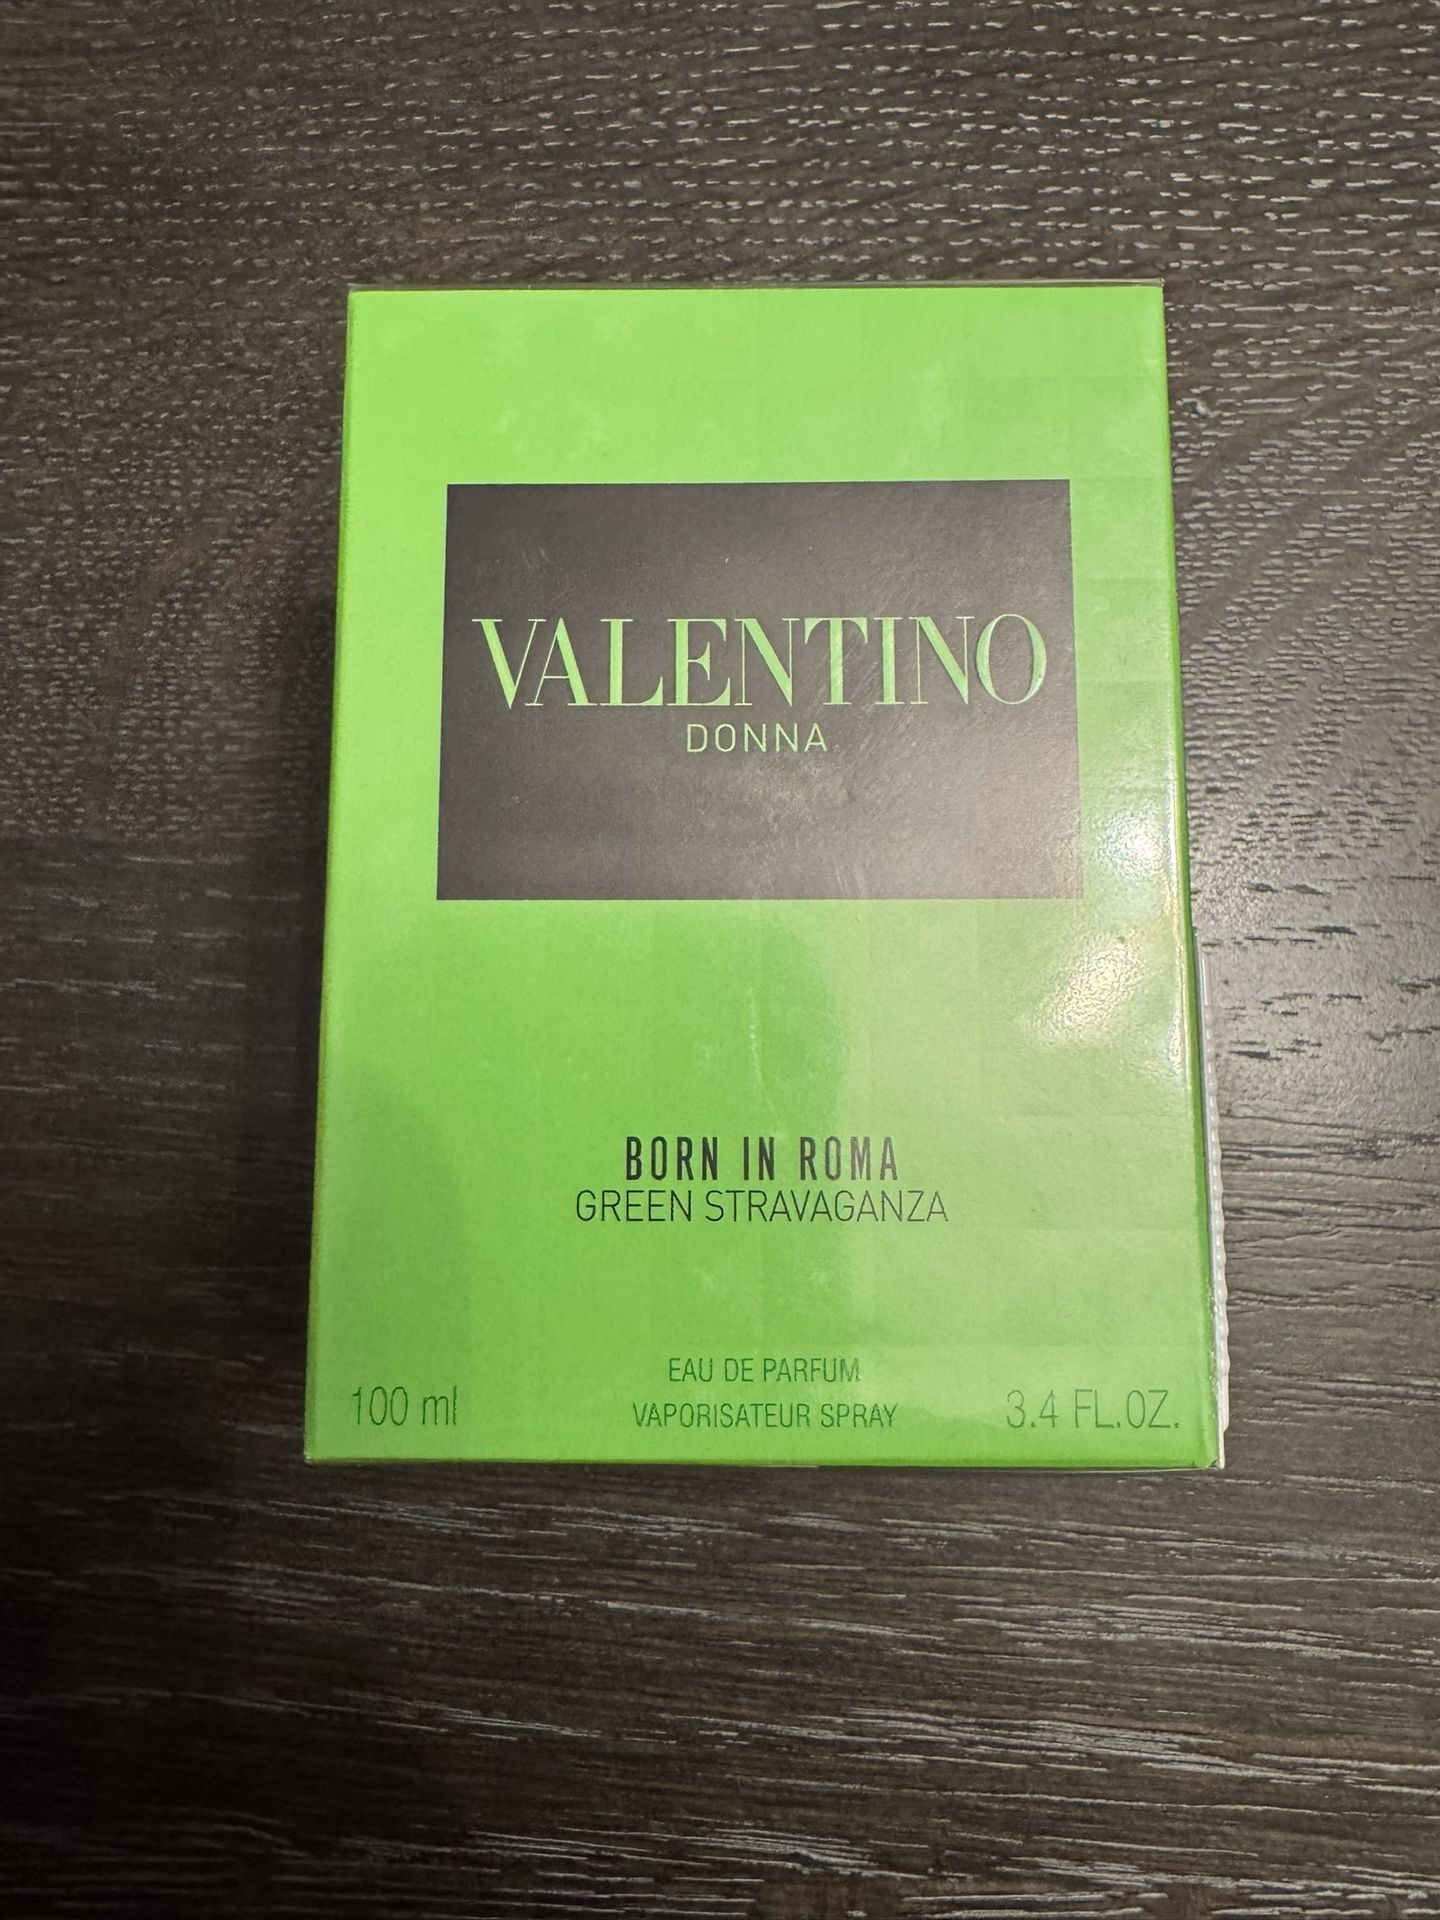 VALENTINO
DONNA
BORN IN ROMA
GREEN STRAVAGANZA
EAU DE PARFUM
100 ml VAPORISATEUR SPRAY 3.4 FL.OZ.